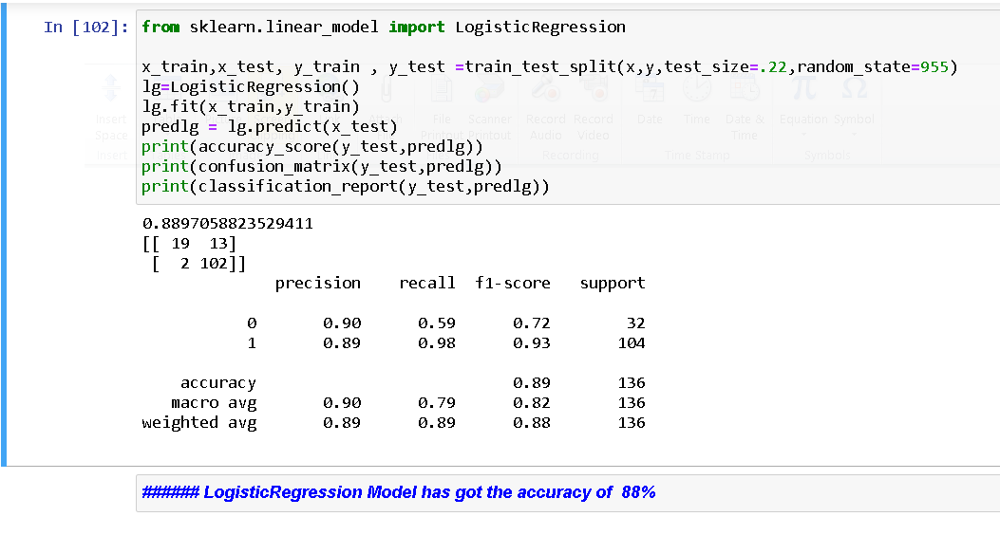 In [102]: from sklearn.linear_model import LogisticRegression
x_train,x_test, y_train , y_test =train_test_split(x,y,test_size=.22,random_state=955)
lg=LogisticRegression()
lg.fit(x_train,y_train)
predlg = lg.predict(x_test)
print(accuracy_score(y_test,predlg))
print(confusion_matrix(y_test,predlg))
print(classification_report(y_test,predlg))
0.8897058823529411
[[ 19  13]
 [  2 102]]
precision recall f1-score support
0 0.90 0.59 0.72 32
1 0.89 0.98 0.93 104
accuracy 0.89 136
macro avg 0.90 0.79 0.82 136
weighted avg 0.89 0.89 0.88 136
###### LogisticRegression Model has got the accuracy of  88%